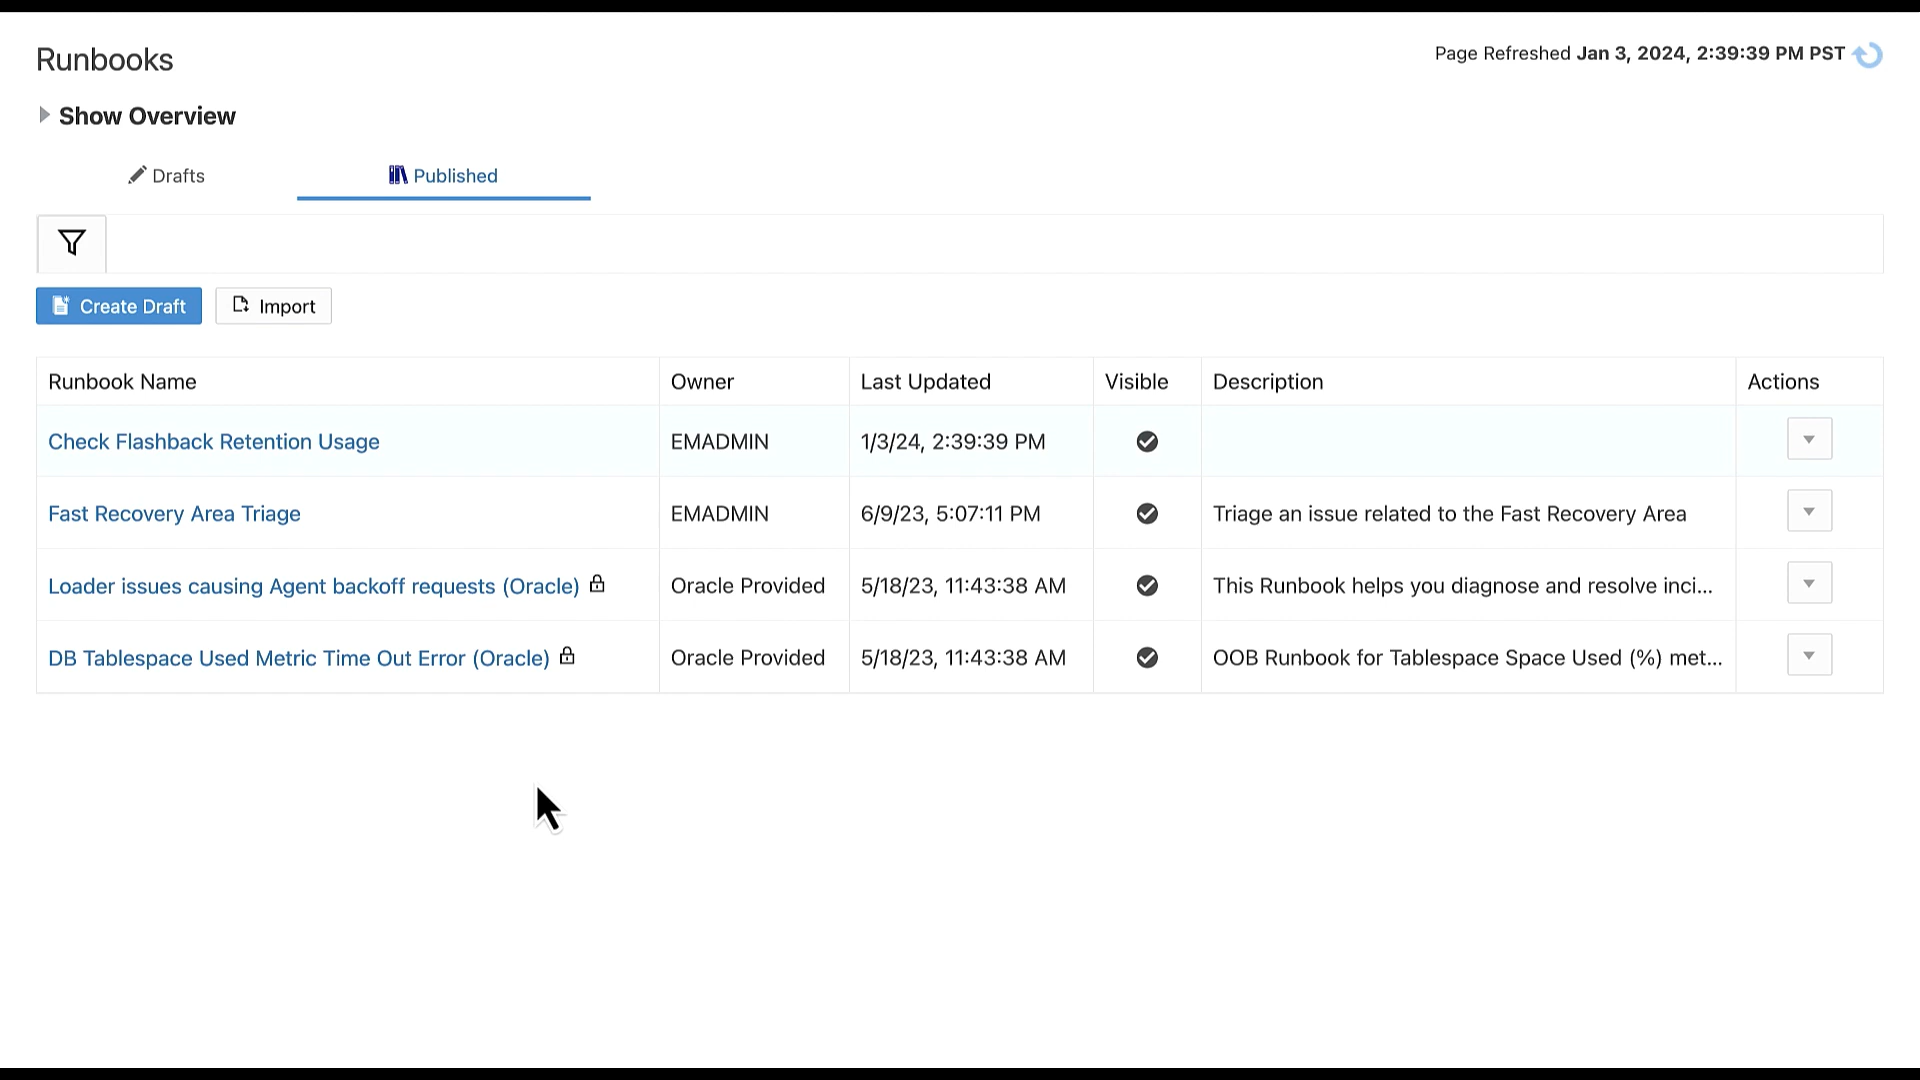 Runbooks
Page Refreshed Jan 3, 2024, 2:39:39 PM PST
Show Overview
Drafts
Published
Create Draft
Import
Runbook Name Owner Last Updated Visible Description Actions
Check Flashback Retention Usage EMADMIN 1/3/24, 2:39:39 PM
Fast Recovery Area Triage EMADMIN 6/9/23, 5:07:11 PM Triage an issue related to the Fast Recovery Area
Loader issues causing Agent backoff requests (Oracle) Oracle Provided 5/18/23, 11:43:38 AM This Runbook helps you diagnose and resolve inci...
DB Tablespace Used Metric Time Out Error (Oracle) Oracle Provided 5/18/23, 11:43:38 AM OOB Runbook for Tablespace Space Used (%) met...